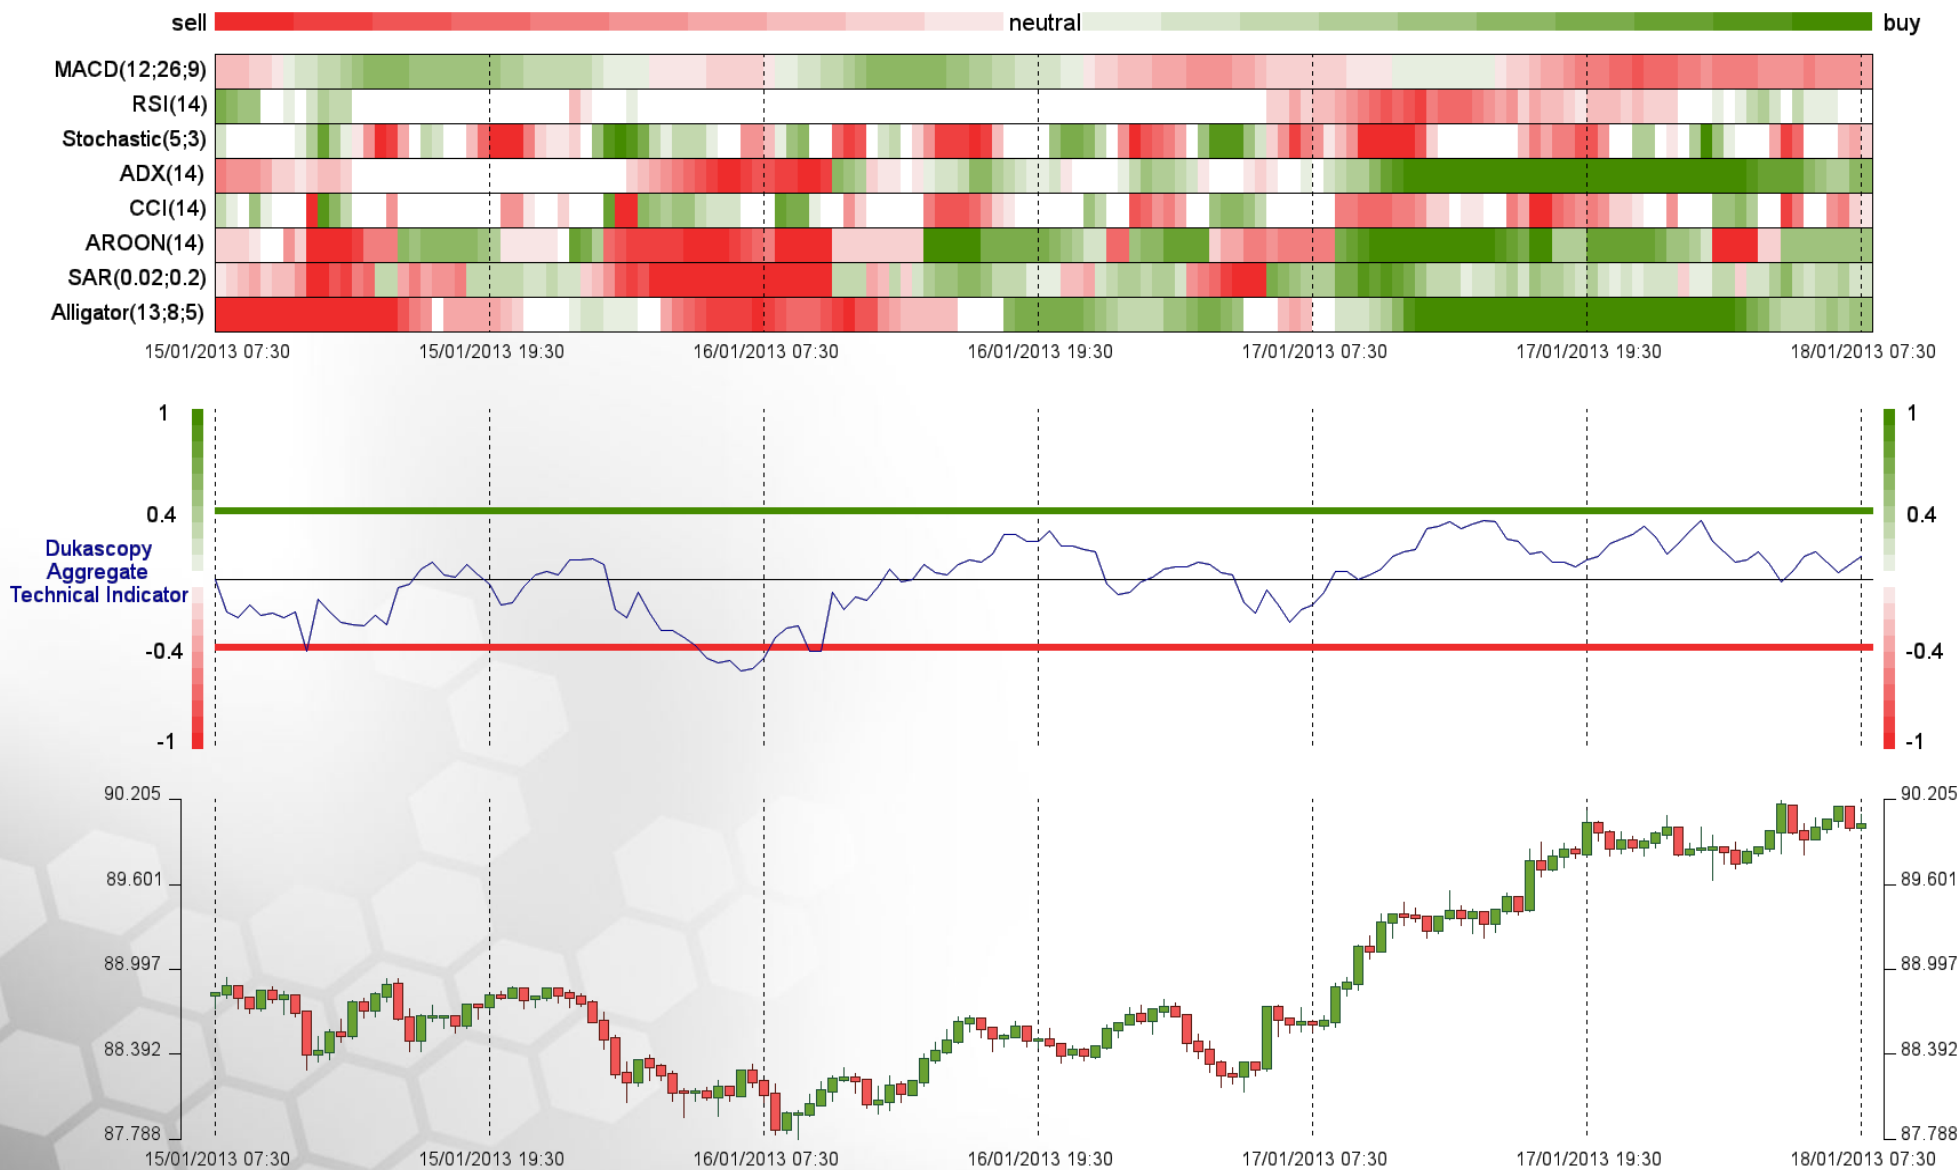 sell neutral buy
MACD(12;26;9)
RSI(14)
Stochastic(5;3)
ADX(14)
CCI(14)
AROON(14)
SAR(0.02;0.2)
Alligator(13;8;5)
15/01/2013 07:30 15/01/2013 19:30 16/01/2013 07:30 16/01/2013 19:30 17/01/2013 07:30 17/01/2013 19:30 18/01/2013 07:30
1 1
0.4 0.4
Dukascopy
Aggregate
Technical Indicator
-0.4 -0.4
-1 -1
90.205 90.205
89.601 89.601
88.997 88.997
88.392 88.392
87.788 87.788
15/01/2013 07:30 15/01/2013 19:30 16/01/2013 07:30 16/01/2013 19:30 17/01/2013 07:30 17/01/2013 19:30 18/01/2013 07:30